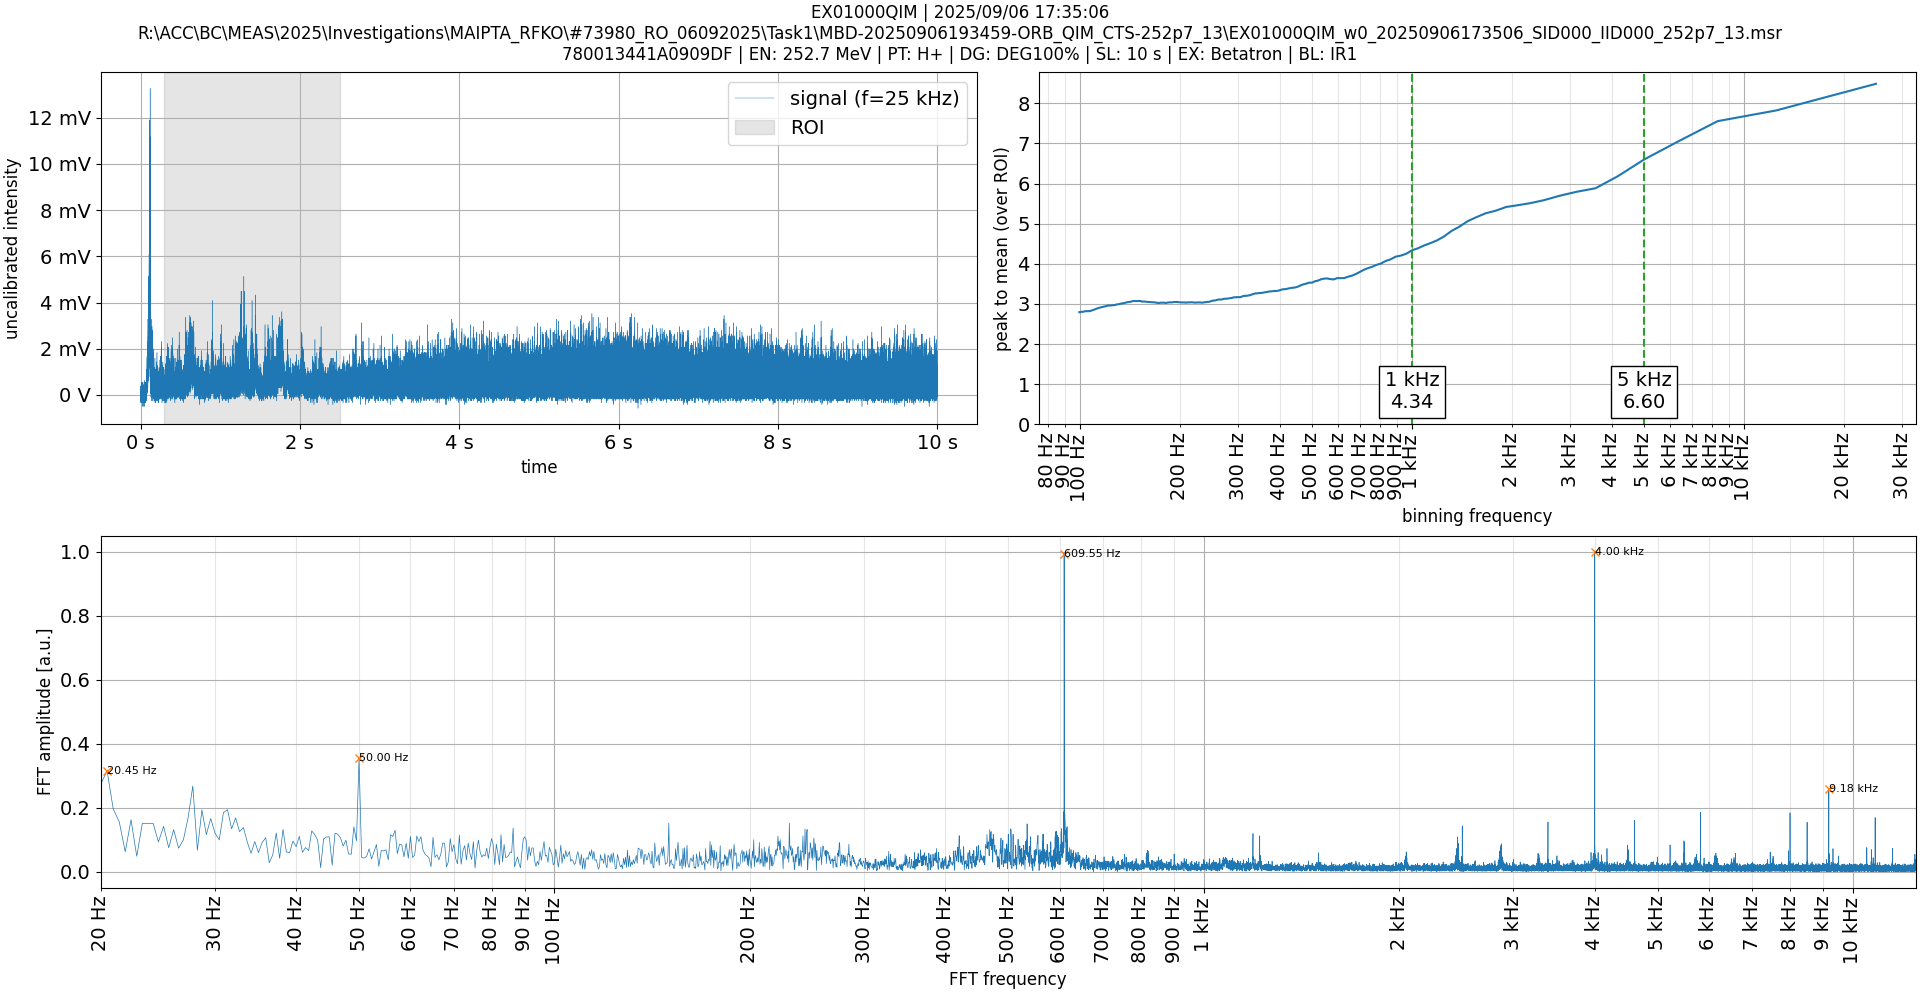 EX01000QIM | 2025/09/06 17:35:06
R:\ACC\BC\MEAS\2025\Investigations\MAIPTA_RFKO\#73980_RO_06092025\Task1\MBD-20250906193459-ORB_QIM_CTS-252p7_13\EX01000QIM_w0_20250906173506_SID000_IID000_252p7_13.msr
780013441A0909DF | EN: 252.7 MeV | PT: H+ | DG: DEG100% | SL: 10 s | EX: Betatron | BL: IR1
uncalibrated intensity
12 mV
10 mV
8 mV
6 mV
4 mV
2 mV
0 V
signal (f=25 kHz)
ROI
0 s
2 s
4 s
6 s
8 s
10 s
time
peak to mean (over ROI)
8
7
6
5
4
3
2
1
0
1 kHz
4.34
5 kHz
6.60
80 Hz
90 Hz
100 Hz
200 Hz
300 Hz
400 Hz
500 Hz
600 Hz
700 Hz
800 Hz
900 Hz
1 kHz
2 kHz
3 kHz
4 kHz
5 kHz
6 kHz
7 kHz
8 kHz
9 kHz
10 kHz
20 kHz
30 kHz
binning frequency
FFT amplitude [a.u.]
1.0
0.8
0.6
0.4
0.2
0.0
20.45 Hz
50.00 Hz
609.55 Hz
4.00 kHz
9.18 kHz
20 Hz
30 Hz
40 Hz
50 Hz
60 Hz
70 Hz
80 Hz
90 Hz
100 Hz
200 Hz
300 Hz
400 Hz
500 Hz
600 Hz
700 Hz
800 Hz
900 Hz
1 kHz
2 kHz
3 kHz
4 kHz
5 kHz
6 kHz
7 kHz
8 kHz
9 kHz
10 kHz
FFT frequency